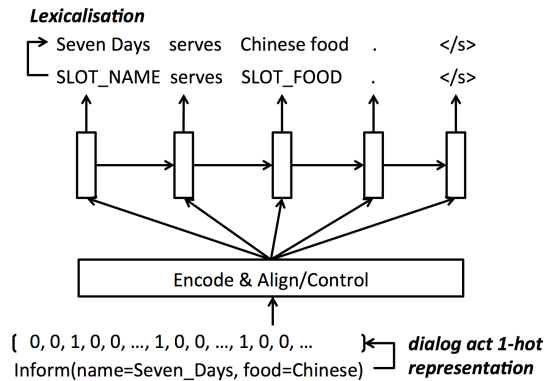 Lexicalisation
Seven Days serves Chinese food . </s>
SLOT_NAME serves SLOT_FOOD . </s>
Encode & Align/Control
[ 0, 0, 1, 0, 0, …, 1, 0, 0, …, 1, 0, 0, … ]
dialog act 1-hot
representation
Inform(name=Seven_Days, food=Chinese)